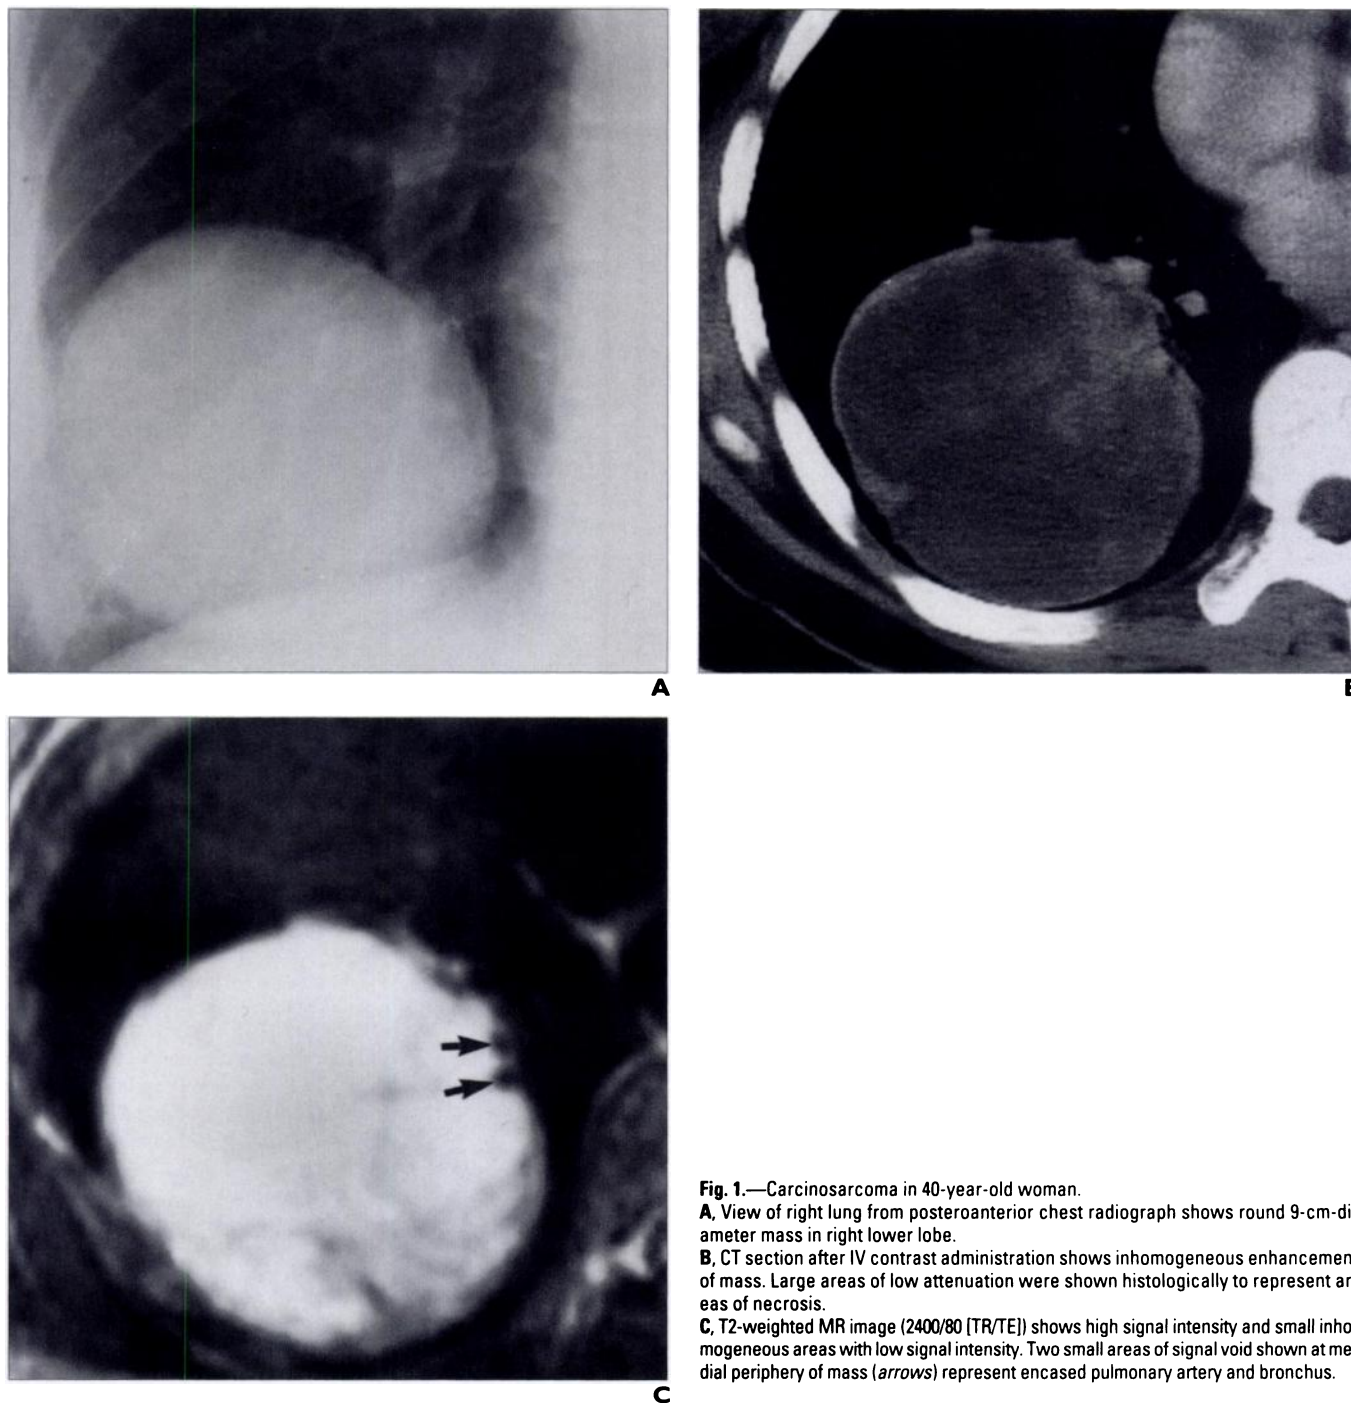 A
B
C
Fig. 1.—Carcinosarcoma in 40-year-old woman.
A, View of right lung from posteroanterior chest radiograph shows round 9-cm-di-
ameter mass in right lower lobe.
B, CT section after IV contrast administration shows inhomogeneous enhancemen
of mass. Large areas of low attenuation were shown histologically to represent ar-
eas of necrosis.
C, T2-weighted MR image (2400/80 [TR/TE]) shows high signal intensity and small inho-
mogeneous areas with low signal intensity. Two small areas of signal void shown at me-
dial periphery of mass (arrows) represent encased pulmonary artery and bronchus.